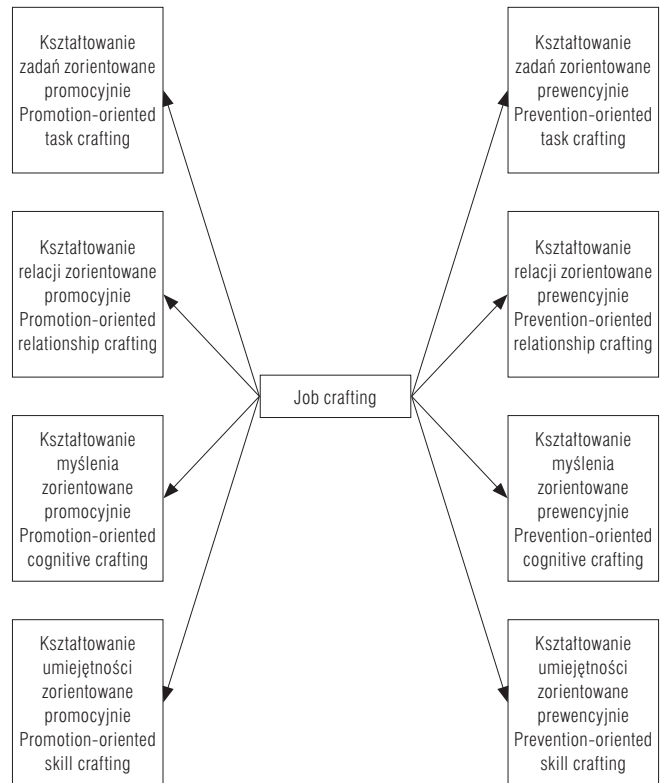 Kształtowanie
zadań zorientowane
promocyjnie
Promotion-oriented
task crafting
Kształtowanie
zadań zorientowane
prewencyjnie
Prevention-oriented
task crafting
Kształtowanie
relacji zorientowane
promocyjnie
Promotion-oriented
relationship crafting
Kształtowanie
relacji zorientowane
prewencyjnie
Prevention-oriented
relationship crafting
Job crafting
Kształtowanie
myślenia
zorientowane
promocyjnie
Promotion-oriented
cognitive crafting
Kształtowanie
myślenia
zorientowane
prewencyjnie
Prevention-oriented
cognitive crafting
Kształtowanie
umiejętności
zorientowane
promocyjnie
Promotion-oriented
skill crafting
Kształtowanie
umiejętności
zorientowane
prewencyjnie
Prevention-oriented
skill crafting